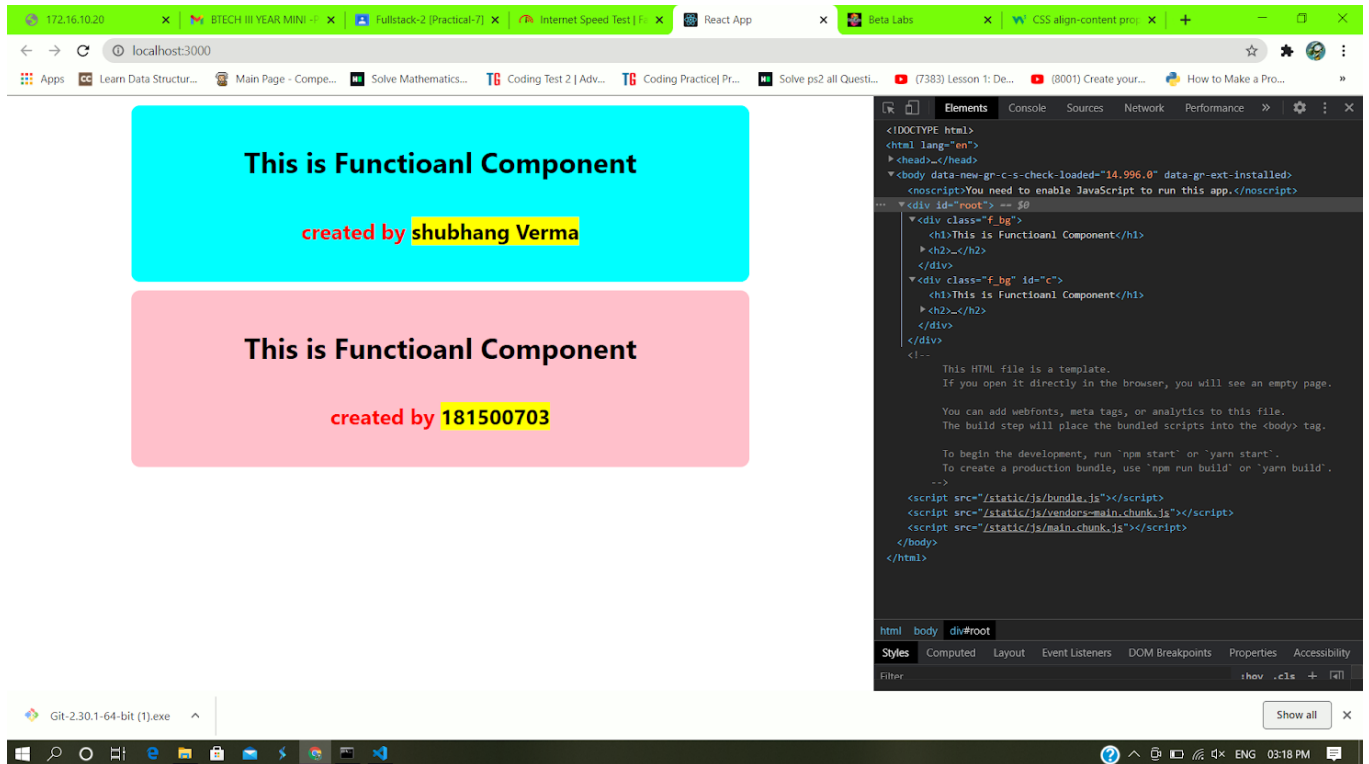 172.16.10.20
BTECH III YEAR MINI -P
Fullstack-2 [Practical-7]
Internet Speed Test | Fa
React App
Beta Labs
CSS align-content prop
localhost:3000
Apps
Learn Data Structur...
Main Page - Compe...
Solve Mathematics...
Coding Test 2 | Adv...
Coding Practice| Pr...
Solve ps2 all Questi...
(7383) Lesson 1: De...
(8001) Create your...
How to Make a Pro...
»
This is Functioanl Component
created by shubhang Verma
This is Functioanl Component
created by 181500703
Elements Console Sources Network Performance »
<!DOCTYPE html>
<html lang="en">
<head>…</head>
<body data-new-gr-c-s-check-loaded="14.996.0" data-gr-ext-installed>
<noscript>You need to enable JavaScript to run this app.</noscript>
<div id="root"> == $0
<div class="f_bg">
<h1>This is Functioanl Component</h1>
<h2>…</h2>
</div>
<div class="f_bg" id="c">
<h1>This is Functioanl Component</h1>
<h2>…</h2>
</div>
</div>
<!--
This HTML file is a template.
If you open it directly in the browser, you will see an empty page.
You can add webfonts, meta tags, or analytics to this file.
The build step will place the bundled scripts into the <body> tag.
To begin the development, run `npm start` or `yarn start`.
To create a production bundle, use `npm run build` or `yarn build`.
-->
<script src="/static/js/bundle.js"></script>
<script src="/static/js/vendors~main.chunk.js"></script>
<script src="/static/js/main.chunk.js"></script>
</body>
</html>
html body div#root
Styles Computed Layout Event Listeners DOM Breakpoints Properties Accessibility
Filter :hov .cls +
Git-2.30.1-64-bit (1).exe
Show all
ENG 03:18 PM